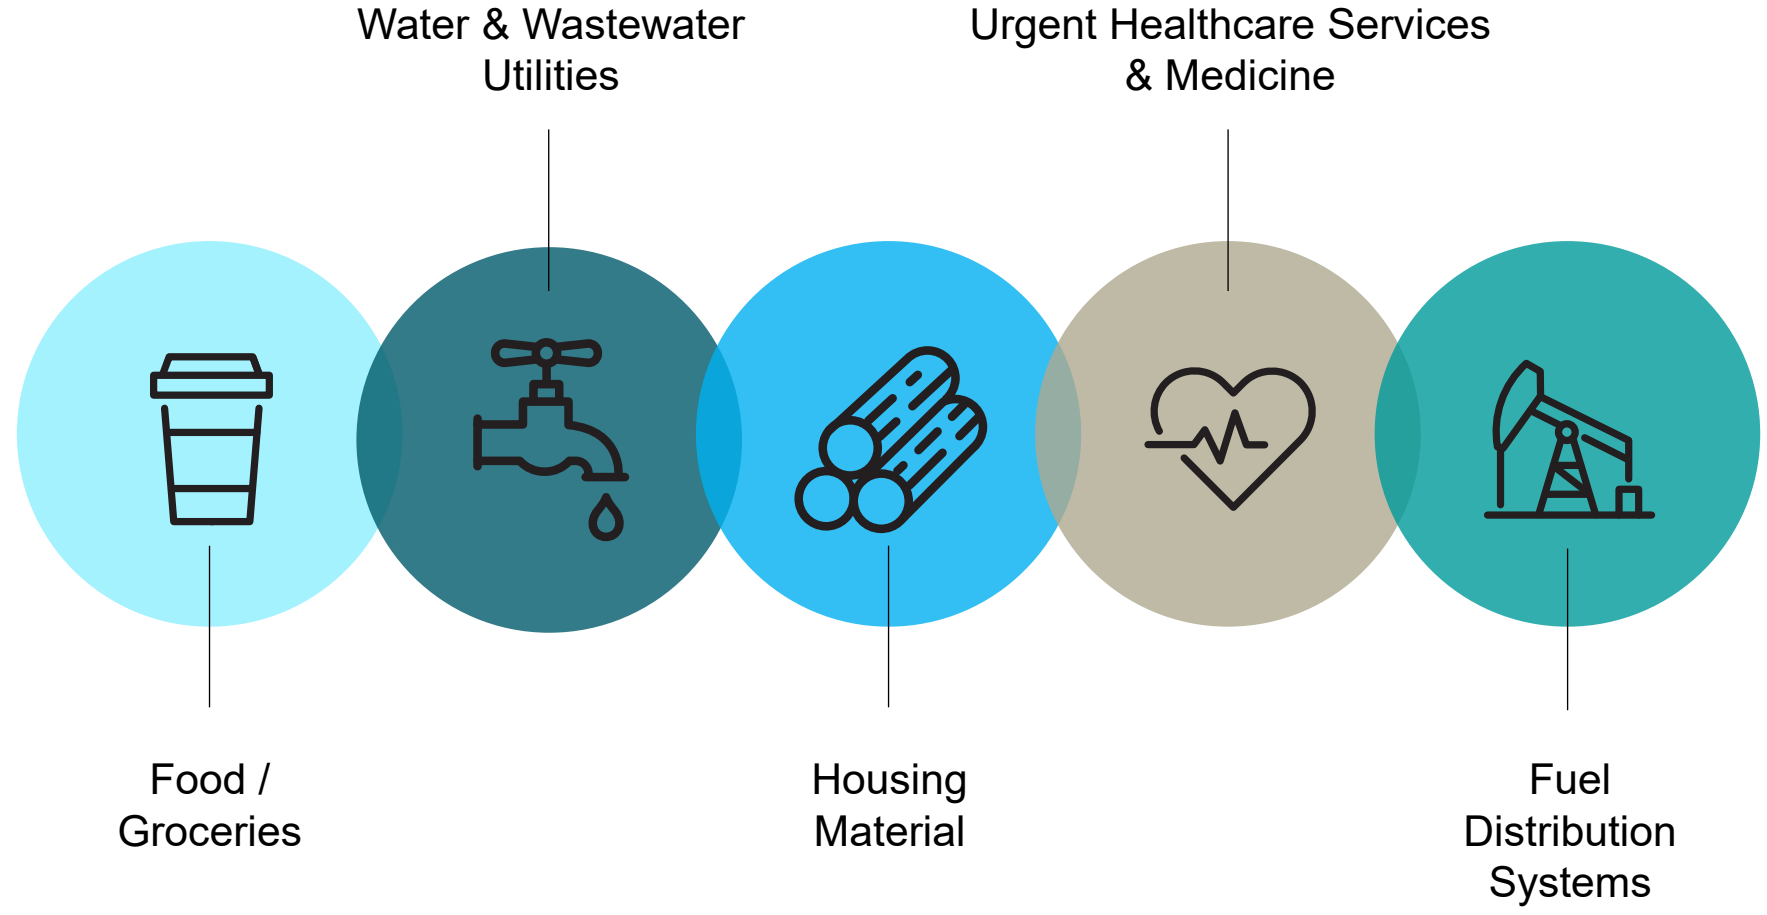 Water & Wastewater
Utilities
Urgent Healthcare Services
& Medicine
Food /
Groceries
Housing
Material
Fuel
Distribution
Systems